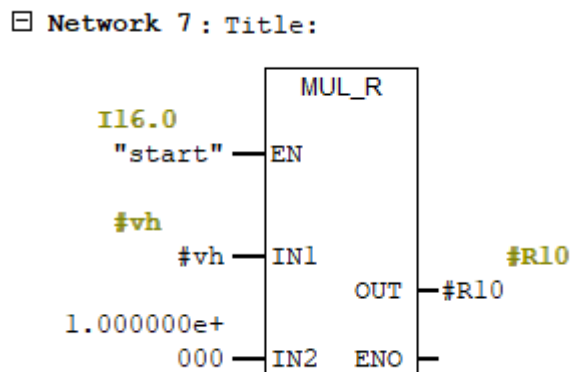 Network 7: Title:
MUL_R
I16.0
"start"
EN
#vh
#vh
IN1
#R10
OUT
#R10
1.000000e+
000
IN2
ENO